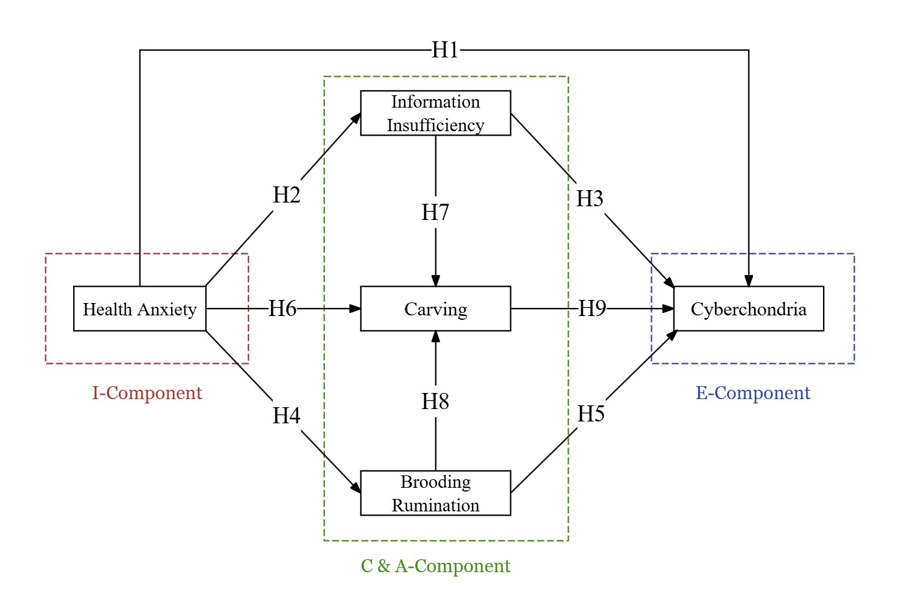 H1
Information
Insufficiency
H2
H3
H7
Health Anxiety
H6
Carving
H9
Cyberchondria
I-Component
E-Component
H8
H4
H5
Brooding
Rumination
C & A-Component